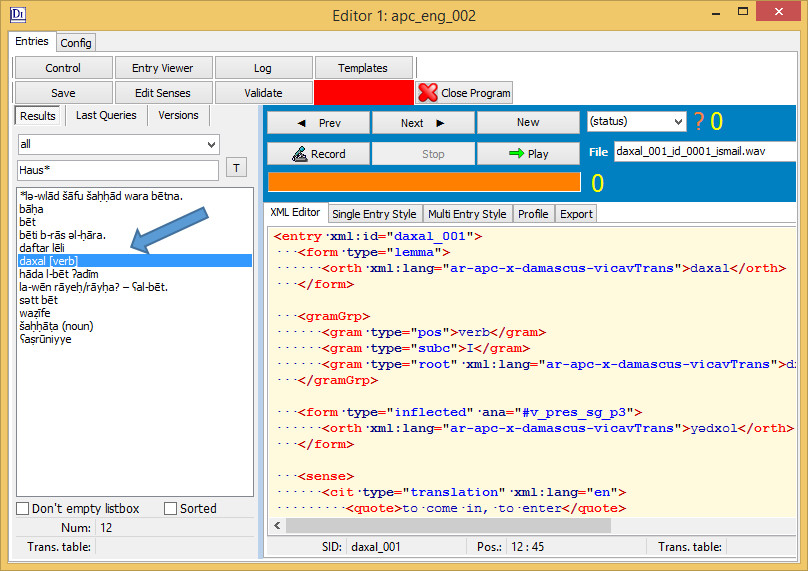 Editor 1: apc_eng_002
Entries Config
Control Entry Viewer Log Templates
Save Edit Senses Validate Close Program
Results Last Queries Versions
all
Haus* T
*lə-wlād šāfu šaḥḥād wara bētna.
bāḥa
bēt
bēti b-rās əl-ḥāra.
daftar lēli
daxal [verb]
hāda l-bēt ʔadīm
la-wēn rāyeḥ/rāyḥa? – ʕal-bēt.
sətt bēt
waẓīfe
šaḥḥāṭa (noun)
ʕaṣrūniyye
Don't empty listbox Sorted
Num: 12
Trans. table:
Prev Next New (status) ? 0
Record Stop Play File daxal_001_id_0001_ismail.wav
0
XML Editor Single Entry Style Multi Entry Style Profile Export
<entry xml:id="daxal_001">
<form type="lemma">
<orth xml:lang="ar-apc-x-damascus-vicavTrans">daxal</orth>
</form>
<gramGrp>
<gram type="pos">verb</gram>
<gram type="subc">I</gram>
<gram type="root" xml:lang="ar-apc-x-damascus-vicavTrans">
</gramGrp>
<form type="inflected" ana="#v_pres_sg_p3">
<orth xml:lang="ar-apc-x-damascus-vicavTrans">yədxol</orth>
</form>
<sense>
<cit type="translation" xml:lang="en">
<quote>to come in, to enter</quote>
SID: daxal_001 Pos.: 12 : 45 Trans. table: